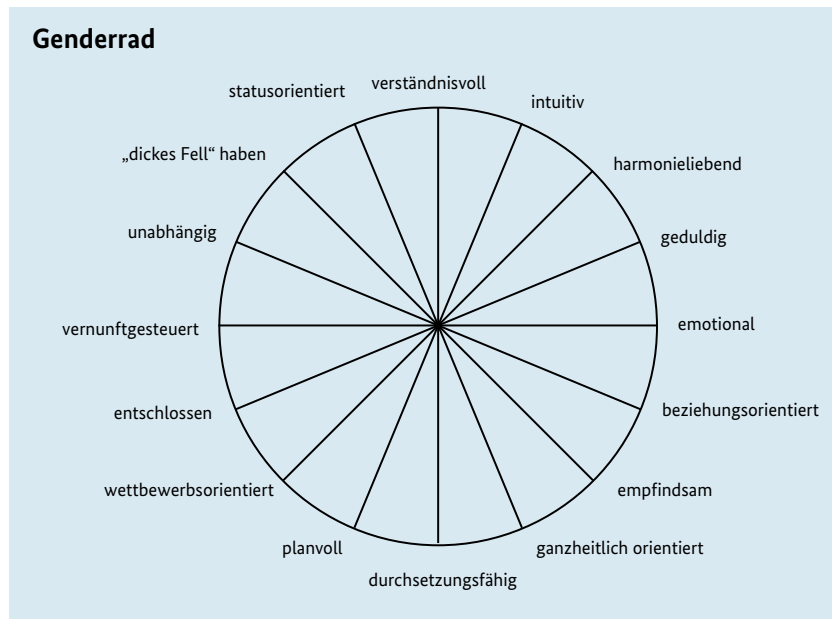 Genderrad
verständnisvoll
intuitiv
harmonieliebend
geduldig
emotional
beziehungsorientiert
empfindsam
ganzheitlich orientiert
durchsetzungsfähig
planvoll
wettbewerbsorientiert
entschlossen
vernunftgesteuert
unabhängig
„dickes Fell“ haben
statusorientiert